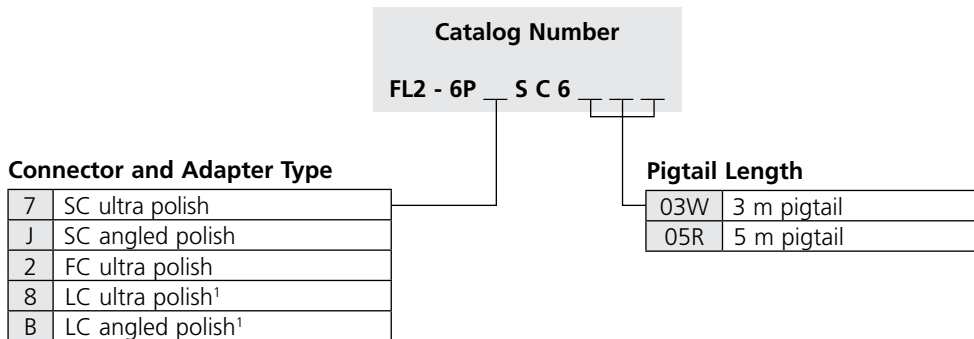 Catalog Number
FL2 - 6P __ S C 6 __ __ __
Connector and Adapter Type
7 SC ultra polish
J SC angled polish
2 FC ultra polish
8 LC ultra polish¹
B LC angled polish¹
Pigtail Length
03W 3 m pigtail
05R 5 m pigtail